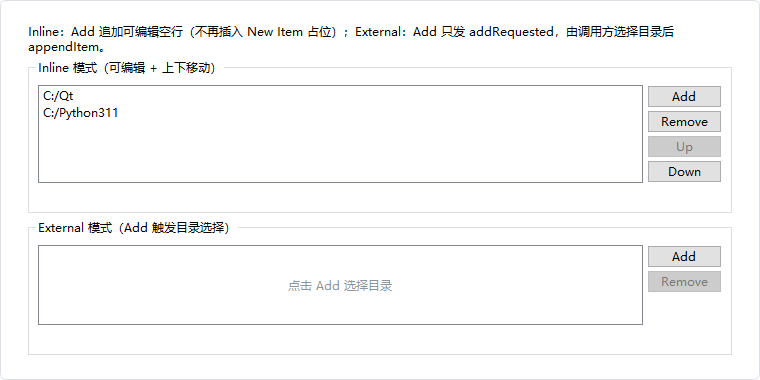 Inline：Add 追加可编辑空行（不再插入 New Item 占位）；External：Add 只发 addRequested，由调用方选择目录后
appendItem。
Inline 模式（可编辑 + 上下移动）
C:/Qt
C:/Python311
Add
Remove
Up
Down
External 模式（Add 触发目录选择）
点击 Add 选择目录
Add
Remove